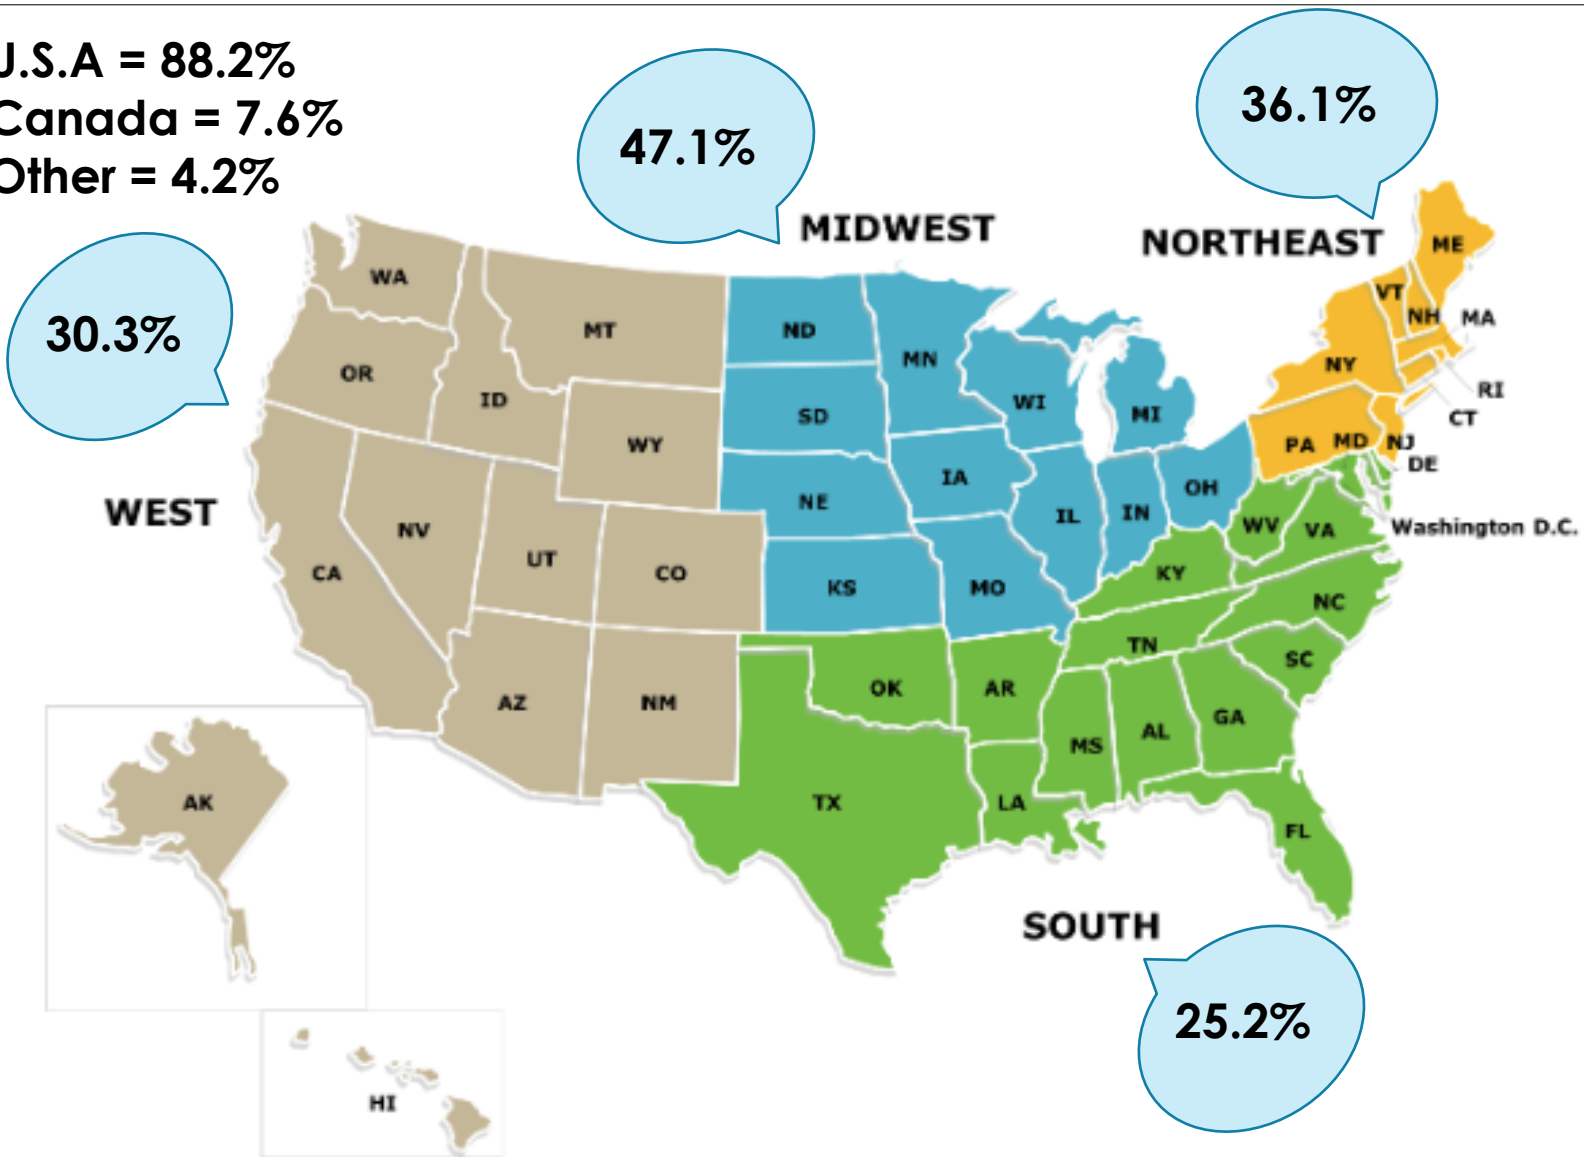 U.S.A = 88.2%
Canada = 7.6%
Other = 4.2%
47.1%
36.1%
30.3%
MIDWEST
NORTHEAST
WEST
SOUTH
25.2%
WA
OR
ID
MT
WY
CA
NV
UT
CO
AZ
NM
AK
HI
ND
SD
NE
KS
MN
IA
MO
WI
IL
MI
IN
OH
ME
VT
NH
MA
NY
RI
CT
PA
MD
NJ
DE
Washington D.C.
WV
VA
KY
NC
TN
SC
OK
AR
MS
AL
GA
TX
LA
FL